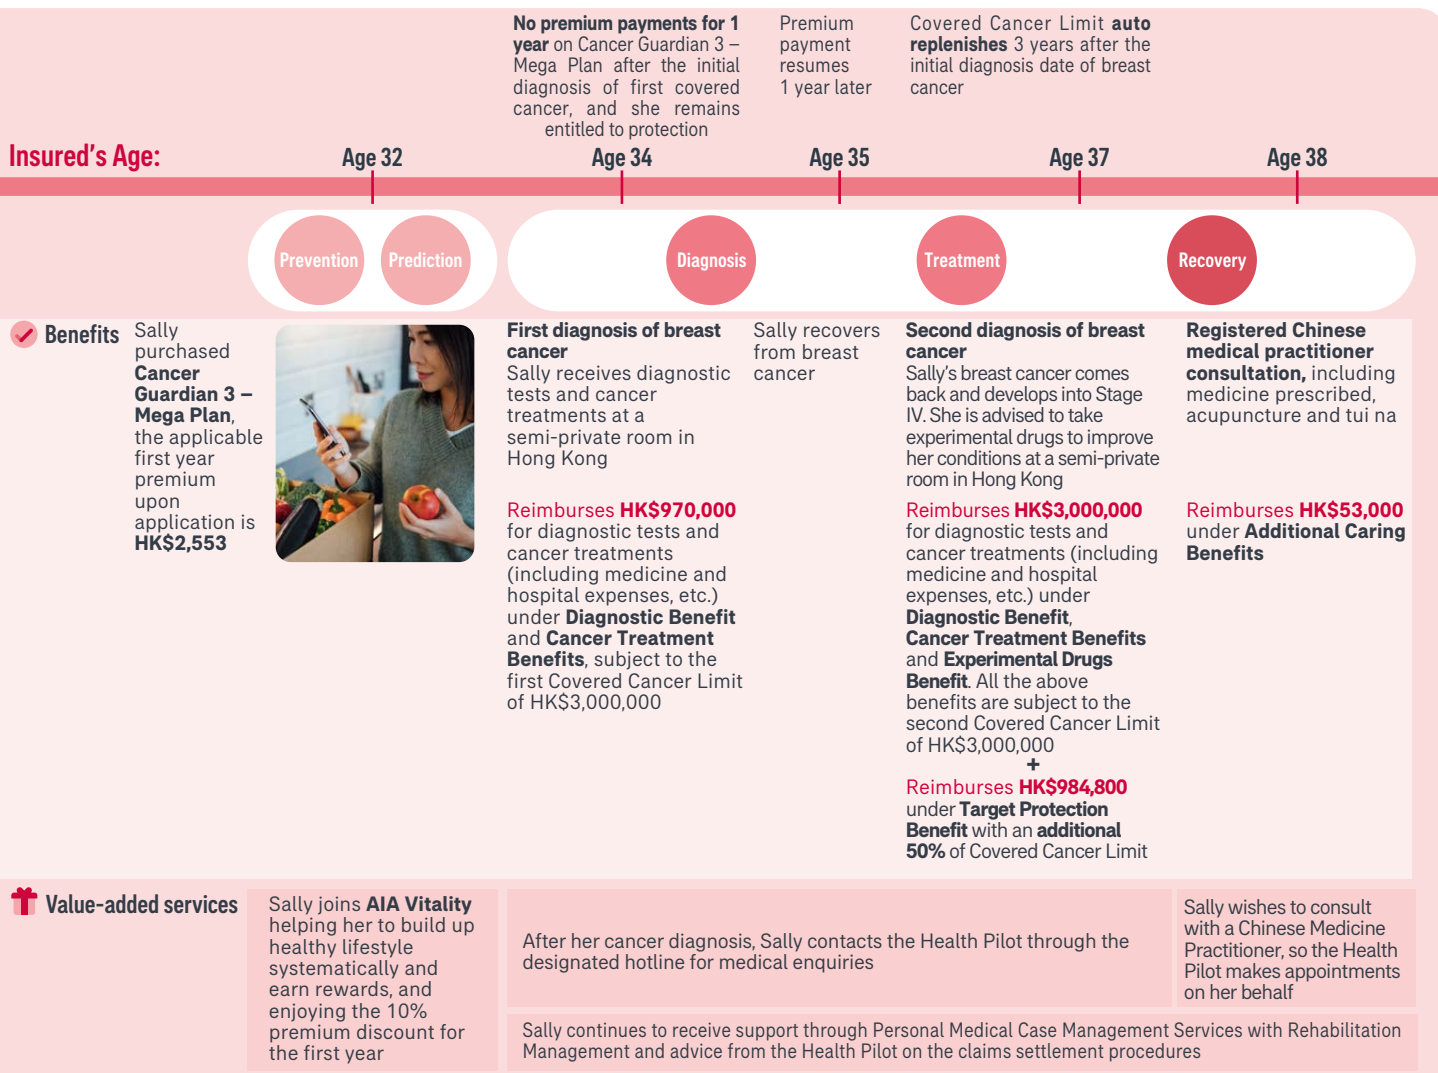 No premium payments for 1
year on Cancer Guardian 3 –
Mega Plan after the initial
diagnosis of first covered
cancer, and she remains
entitled to protection
Premium
payment
resumes
1 year later
Covered Cancer Limit auto
replenishes 3 years after the
initial diagnosis date of breast
cancer
Insured's Age:
Age 32
Age 34
Age 35
Age 37
Age 38
Prevention
Prediction
Diagnosis
Treatment
Recovery
Benefits
Sally
purchased
Cancer
Guardian 3 –
Mega Plan,
the applicable
first year
premium
upon
application is
HK$2,553
First diagnosis of breast
cancer
Sally receives diagnostic
tests and cancer
treatments at a
semi-private room in
Hong Kong
Reimburses HK$970,000
for diagnostic tests and
cancer treatments
(including medicine and
hospital expenses, etc.)
under Diagnostic Benefit
and Cancer Treatment
Benefits, subject to the
first Covered Cancer Limit
of HK$3,000,000
Sally recovers
from breast
cancer
Second diagnosis of breast
cancer
Sally's breast cancer comes
back and develops into Stage
IV. She is advised to take
experimental drugs to improve
her conditions at a semi-private
room in Hong Kong
Reimburses HK$3,000,000
for diagnostic tests and
cancer treatments (including
medicine and hospital
expenses, etc.) under
Diagnostic Benefit,
Cancer Treatment Benefits
and Experimental Drugs
Benefit. All the above
benefits are subject to the
second Covered Cancer Limit
of HK$3,000,000
+
Reimburses HK$984,800
under Target Protection
Benefit with an additional
50% of Covered Cancer Limit
Registered Chinese
medical practitioner
consultation, including
medicine prescribed,
acupuncture and tui na
Reimburses HK$53,000
under Additional Caring
Benefits
Value-added services
Sally joins AIA Vitality
helping her to build up
healthy lifestyle
systematically and
earn rewards, and
enjoying the 10%
premium discount for
the first year
After her cancer diagnosis, Sally contacts the Health Pilot through the
designated hotline for medical enquiries
Sally wishes to consult
with a Chinese Medicine
Practitioner, so the Health
Pilot makes appointments
on her behalf
Sally continues to receive support through Personal Medical Case Management Services with Rehabilitation
Management and advice from the Health Pilot on the claims settlement procedures